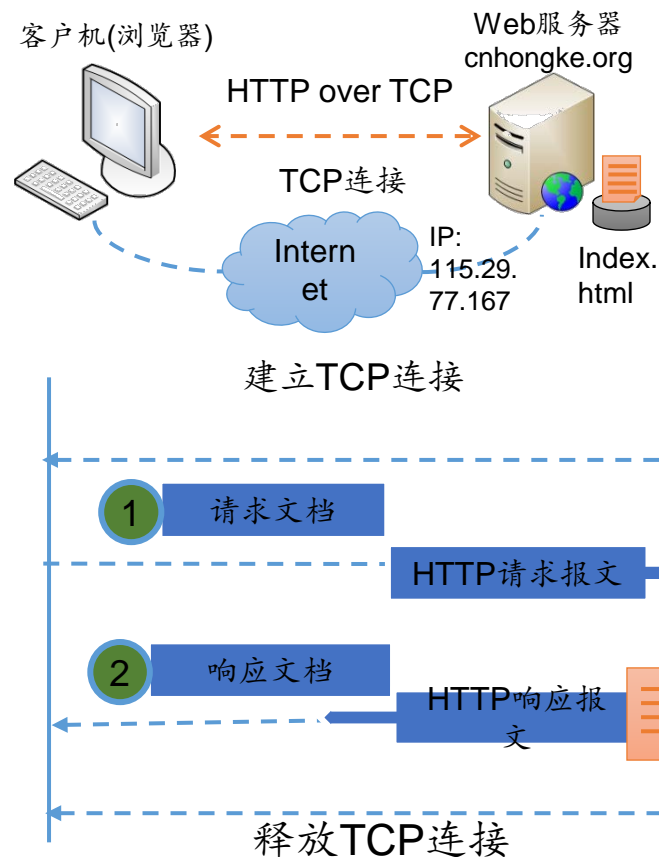 客户机(浏览器)
Web服务器
cnhongke.org
HTTP over TCP
TCP连接
Intern
et
IP:
115.29.
77.167
Index.
html
建立TCP连接
1
请求文档
HTTP请求报文
2
响应文档
HTTP响应报
文
释放TCP连接